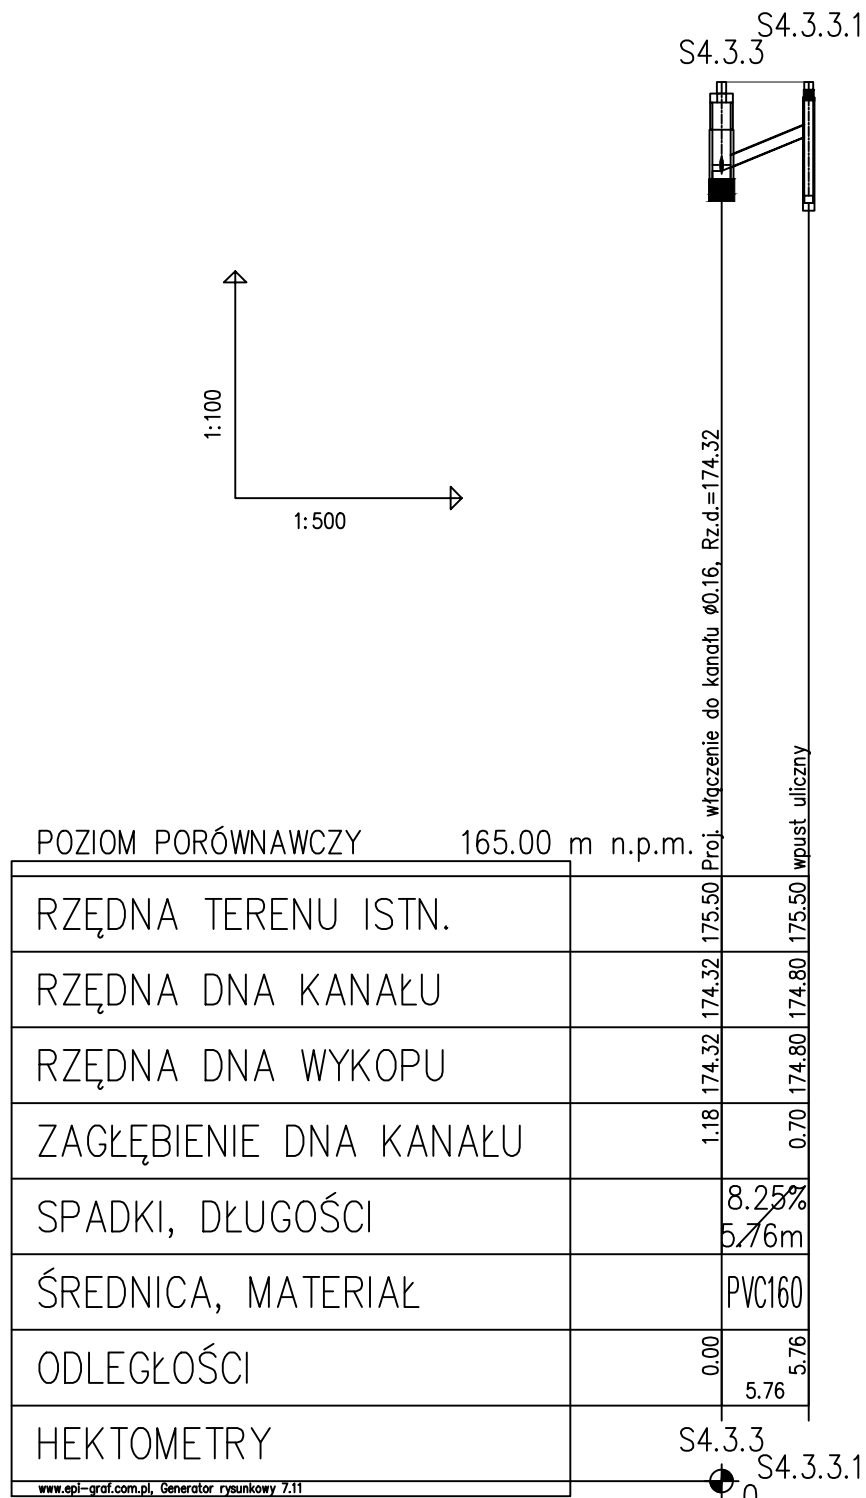 S4.3.3.1
S4.3.3
1:100
1:500
Proj. włączenie do kanału ø0.16, Rz.d.=174.32
wpust uliczny
POZIOM PORÓWNAWCZY 165.00 m n.p.m.
RZĘDNA TERENU ISTN. 175.50 175.50
RZĘDNA DNA KANAŁU 174.32 174.80
RZĘDNA DNA WYKOPU 174.32 174.80
ZAGŁĘBIENIE DNA KANAŁU 1.18 0.70
SPADKI, DŁUGOŚCI 8.25%
5.76m
ŚREDNICA, MATERIAŁ PVC160
ODLEGŁOŚCI 0.00 5.76
5.76
HEKTOMETRY S4.3.3
S4.3.3.1
www.epi-graf.com.pl, Generator rysunkowy 7.11
0